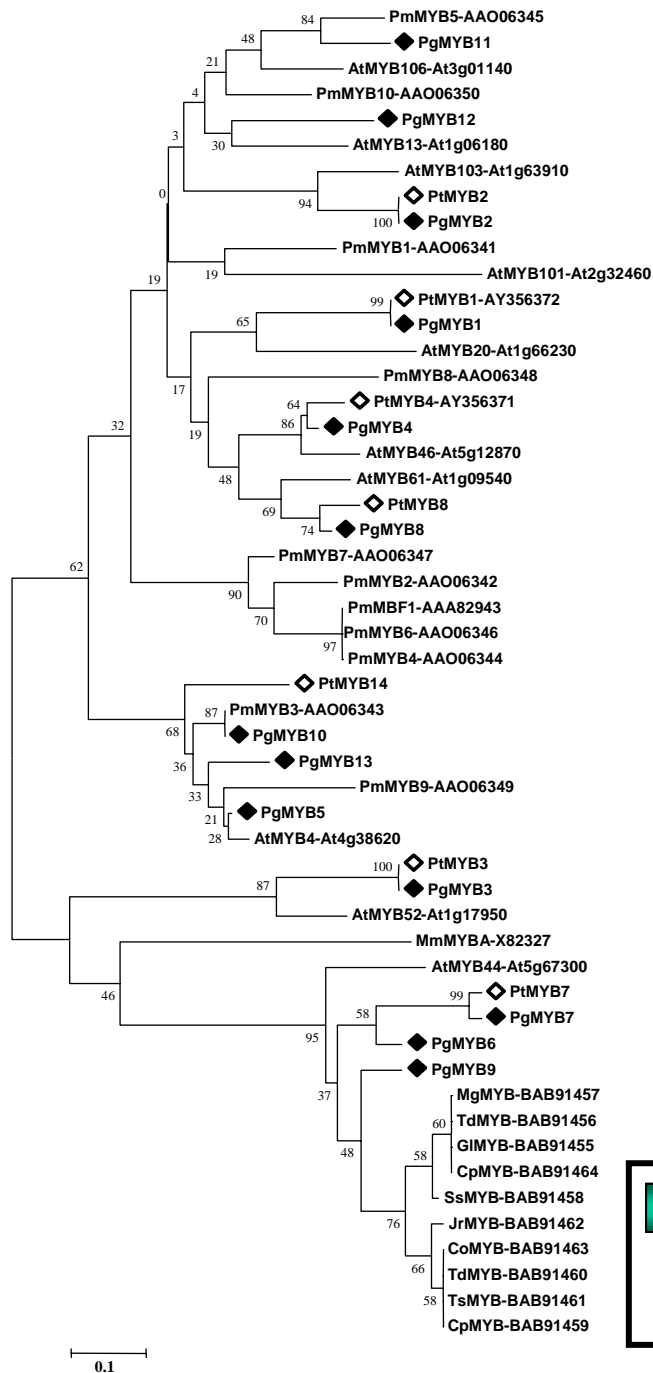 PmMYB5-AAO06345
84
PgMYB11
48
AtMYB106-At3g01140
21
PmMYB10-AAO06350
4
PgMYB12
3
30
AtMYB13-At1g06180
AtMYB103-At1g63910
0
94
PtMYB2
100
PgMYB2
PmMYB1-AAO06341
19
19
AtMYB101-At2g32460
99
PtMYB1-AY356372
65
PgMYB1
AtMYB20-At1g66230
17
PmMYB8-AAO06348
64
PtMYB4-AY356371
19
86
PgMYB4
32
AtMYB46-At5g12870
48
AtMYB61-At1g09540
69
PtMYB8
74
PgMYB8
PmMYB7-AAO06347
62
90
PmMYB2-AAO06342
70
PmMBF1-AAA82943
97
PmMYB6-AAO06346
PmMYB4-AAO06344
PtMYB14
87
PmMYB3-AAO06343
68
PgMYB10
36
PgMYB13
33
PmMYB9-AAO06349
21
PgMYB5
28
AtMYB4-At4g38620
100
PtMYB3
87
PgMYB3
AtMYB52-At1g17950
MmMYBA-X82327
46
AtMYB44-At5g67300
99
PtMYB7
58
PgMYB7
95
PgMYB6
37
PgMYB9
MgMYB-BAB91457
60
TdMYB-BAB91456
48
58
GlMYB-BAB91455
CpMYB-BAB91464
SsMYB-BAB91458
76
JrMYB-BAB91462
CoMYB-BAB91463
66
TdMYB-BAB91460
58
TsMYB-BAB91461
CpMYB-BAB91459
0.1